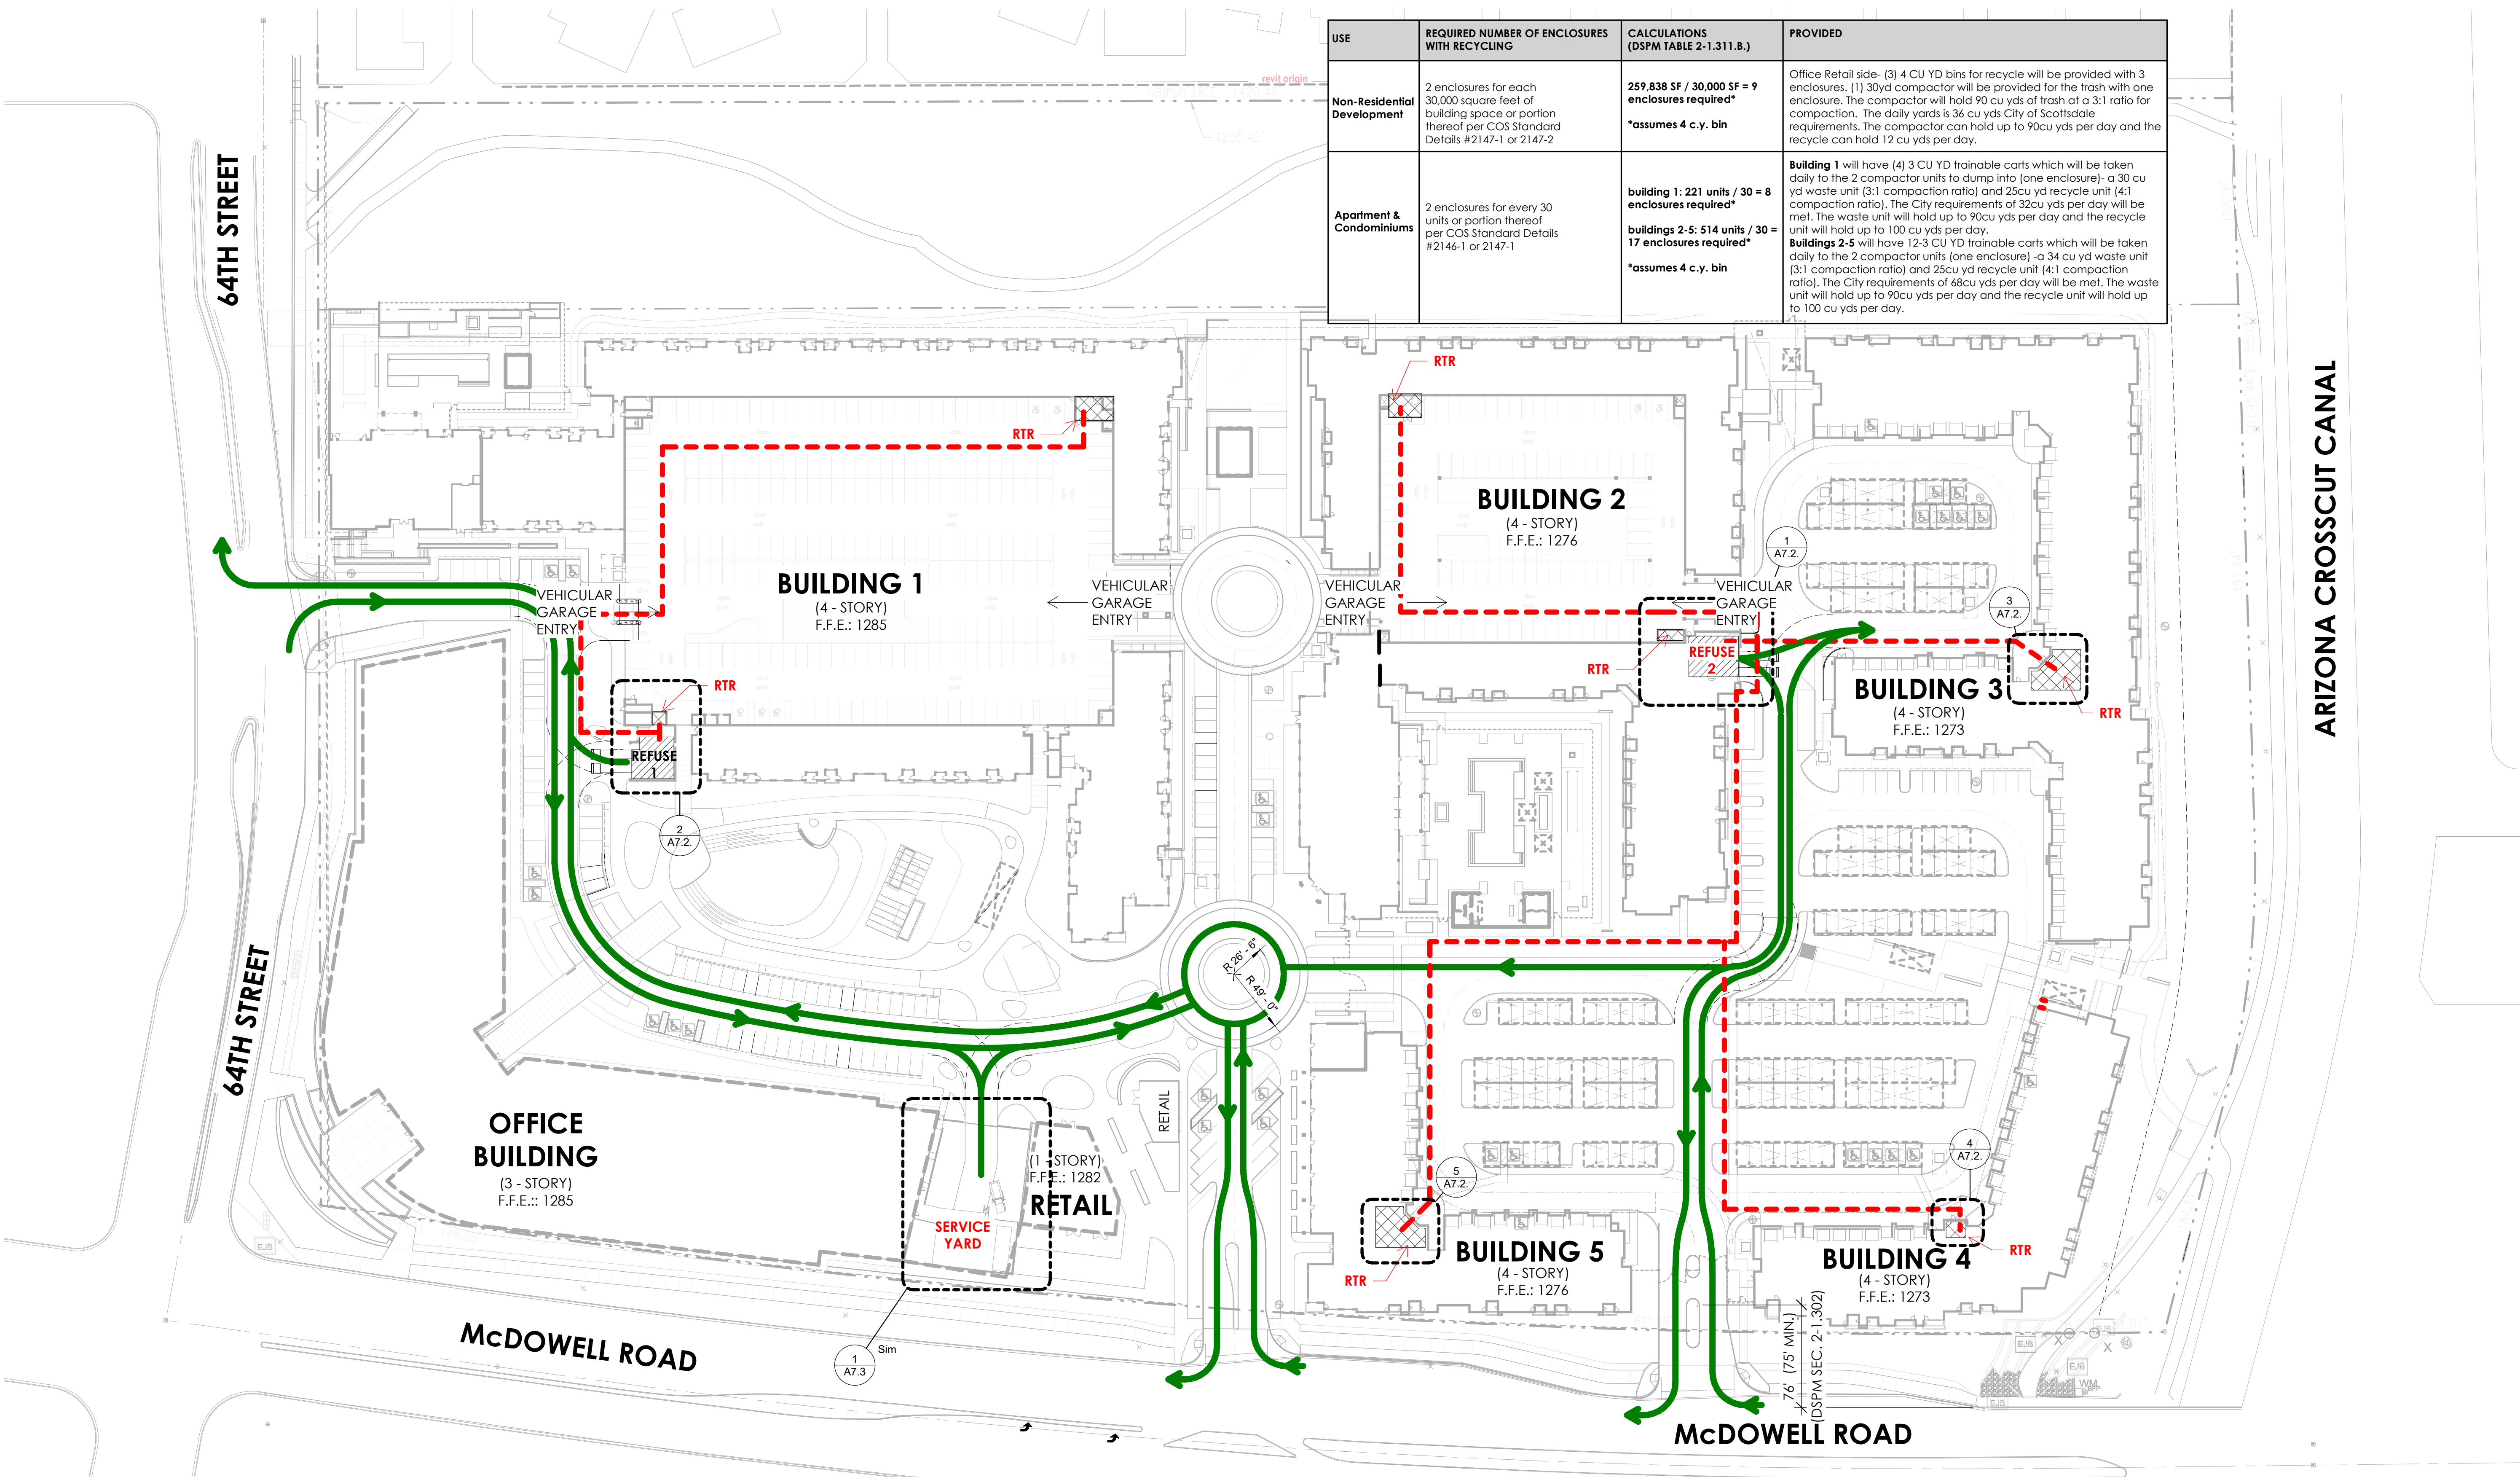 USE
REQUIRED NUMBER OF ENCLOSURES
WITH RECYCLING
CALCULATIONS
(DSPM TABLE 2-1.311.B.)
PROVIDED
Non-Residential
Development
2 enclosures for each
30,000 square feet of
building space or portion
thereof per COS Standard
Details #2147-1 or 2147-2
259,838 SF / 30,000 SF = 9
enclosures required*
*assumes 4 c.y. bin
Office Retail side- (3) 4 CU YD bins for recycle will be provided with 3
enclosures. (1) 30yd compactor will be provided for the trash with one
enclosure. The compactor will hold 90 cu yds of trash at a 3:1 ratio for
compaction. The daily yards is 36 cu yds City of Scottsdale
requirements. The compactor can hold up to 90cu yds per day and the
recycle can hold 12 cu yds per day.
Apartment &
Condominiums
2 enclosures for every 30
units or portion thereof
per COS Standard Details
#2146-1 or 2147-1
building 1: 221 units / 30 = 8
enclosures required*
buildings 2-5: 514 units / 30 =
17 enclosures required*
*assumes 4 c.y. bin
Building 1 will have (4) 3 CU YD trainable carts which will be taken
daily to the 2 compactor units to dump into (one enclosure)- a 30 cu
yd waste unit (3:1 compaction ratio) and 25cu yd recycle unit (4:1
compaction ratio). The City requirements of 32cu yds per day will be
met. The waste unit will hold up to 90cu yds per day and the recycle
unit will hold up to 100 cu yds per day.
Buildings 2-5 will have 12-3 CU YD trainable carts which will be taken
daily to the 2 compactor units (one enclosure) -a 34 cu yd waste unit
(3:1 compaction ratio) and 25cu yd recycle unit (4:1 compaction
ratio). The City requirements of 68cu yds per day will be met. The waste
unit will hold up to 90cu yds per day and the recycle unit will hold up
to 100 cu yds per day.
revit origin
1295.42'
64TH STREET
ARIZONA CROSSCUT CANAL
RTR
RTR
BUILDING 1
(4 - STORY)
F.F.E.: 1285
BUILDING 2
(4 - STORY)
F.F.E.: 1276
VEHICULAR
GARAGE
ENTRY
VEHICULAR
GARAGE
ENTRY
VEHICULAR
GARAGE
ENTRY
VEHICULAR
GARAGE
ENTRY
1
A7.2.
3
A7.2.
RTR
REFUSE
2
BUILDING 3
(4 - STORY)
F.F.E.: 1273
RTR
RTR
REFUSE
1
2
A7.2.
R 26' - 6"
R 49' - 0"
64TH STREET
OFFICE
BUILDING
(3 - STORY)
F.F.E.:: 1285
(1 - STORY)
F.F.E.: 1282
RETAIL
RETAIL
SERVICE
YARD
5
A7.2.
4
A7.2.
RTR
BUILDING 5
(4 - STORY)
F.F.E.: 1276
BUILDING 4
(4 - STORY)
F.F.E.: 1273
RTR
76' (75' MIN.)
(DSPM SEC. 2-1.302)
EJB
EJB
EJB
EJB
EJB
WM
BFP
McDOWELL ROAD
1
A7.3
Sim
McDOWELL ROAD